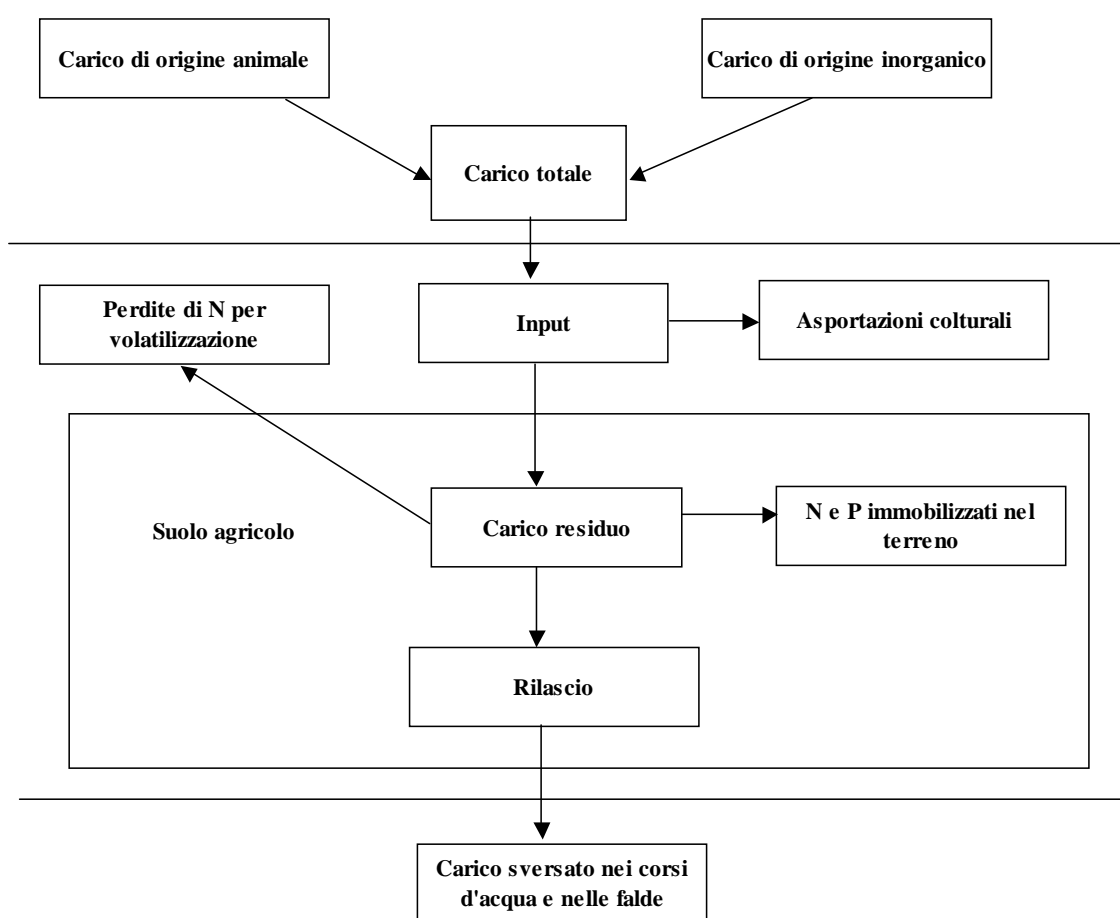 Carico di origine animale
Carico di origine inorganico
Carico totale
Perdite di N per
volatilizzazione
Input
Asportazioni colturali
Suolo agricolo
Carico residuo
N e P immobilizzati nel
terreno
Rilascio
Carico sversato nei corsi
d'acqua e nelle falde